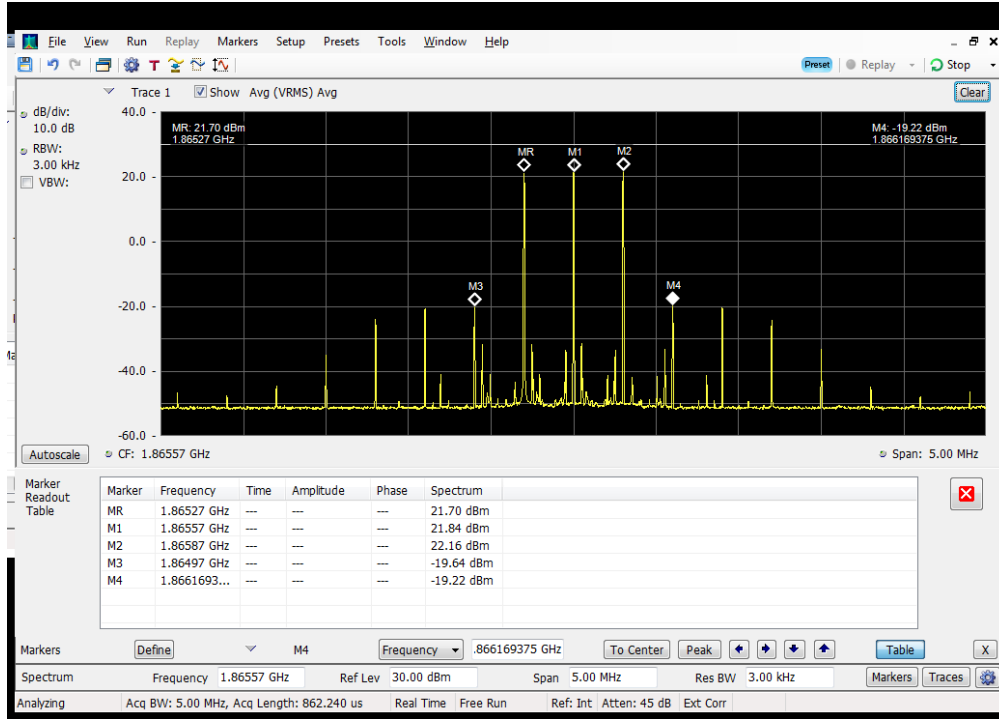 File View Run Replay Markers Setup Presets Tools Window Help
Preset Replay Stop
Trace 1 Show Avg (VRMS) Avg Clear
dB/div:
10.0 dB
RBW:
3.00 kHz
VBW:
40.0
20.0
0.0
-20.0
-40.0
-60.0
MR: 21.70 dBm
1.86527 GHz
M4: -19.22 dBm
1.866169375 GHz
MR M1 M2
M3 M4
Autoscale CF: 1.86557 GHz Span: 5.00 MHz
Marker
Readout
Table
Marker Frequency Time Amplitude Phase Spectrum
MR 1.86527 GHz --- --- --- 21.70 dBm
M1 1.86557 GHz --- --- --- 21.84 dBm
M2 1.86587 GHz --- --- --- 22.16 dBm
M3 1.86497 GHz --- --- --- -19.64 dBm
M4 1.8661693... --- --- --- -19.22 dBm
Markers Define M4 Frequency .866169375 GHz To Center Peak Table X
Spectrum Frequency 1.86557 GHz Ref Lev 30.00 dBm Span 5.00 MHz Res BW 3.00 kHz Markers Traces
Analyzing Acq BW: 5.00 MHz, Acq Length: 862.240 us Real Time Free Run Ref: Int Atten: 45 dB Ext Corr